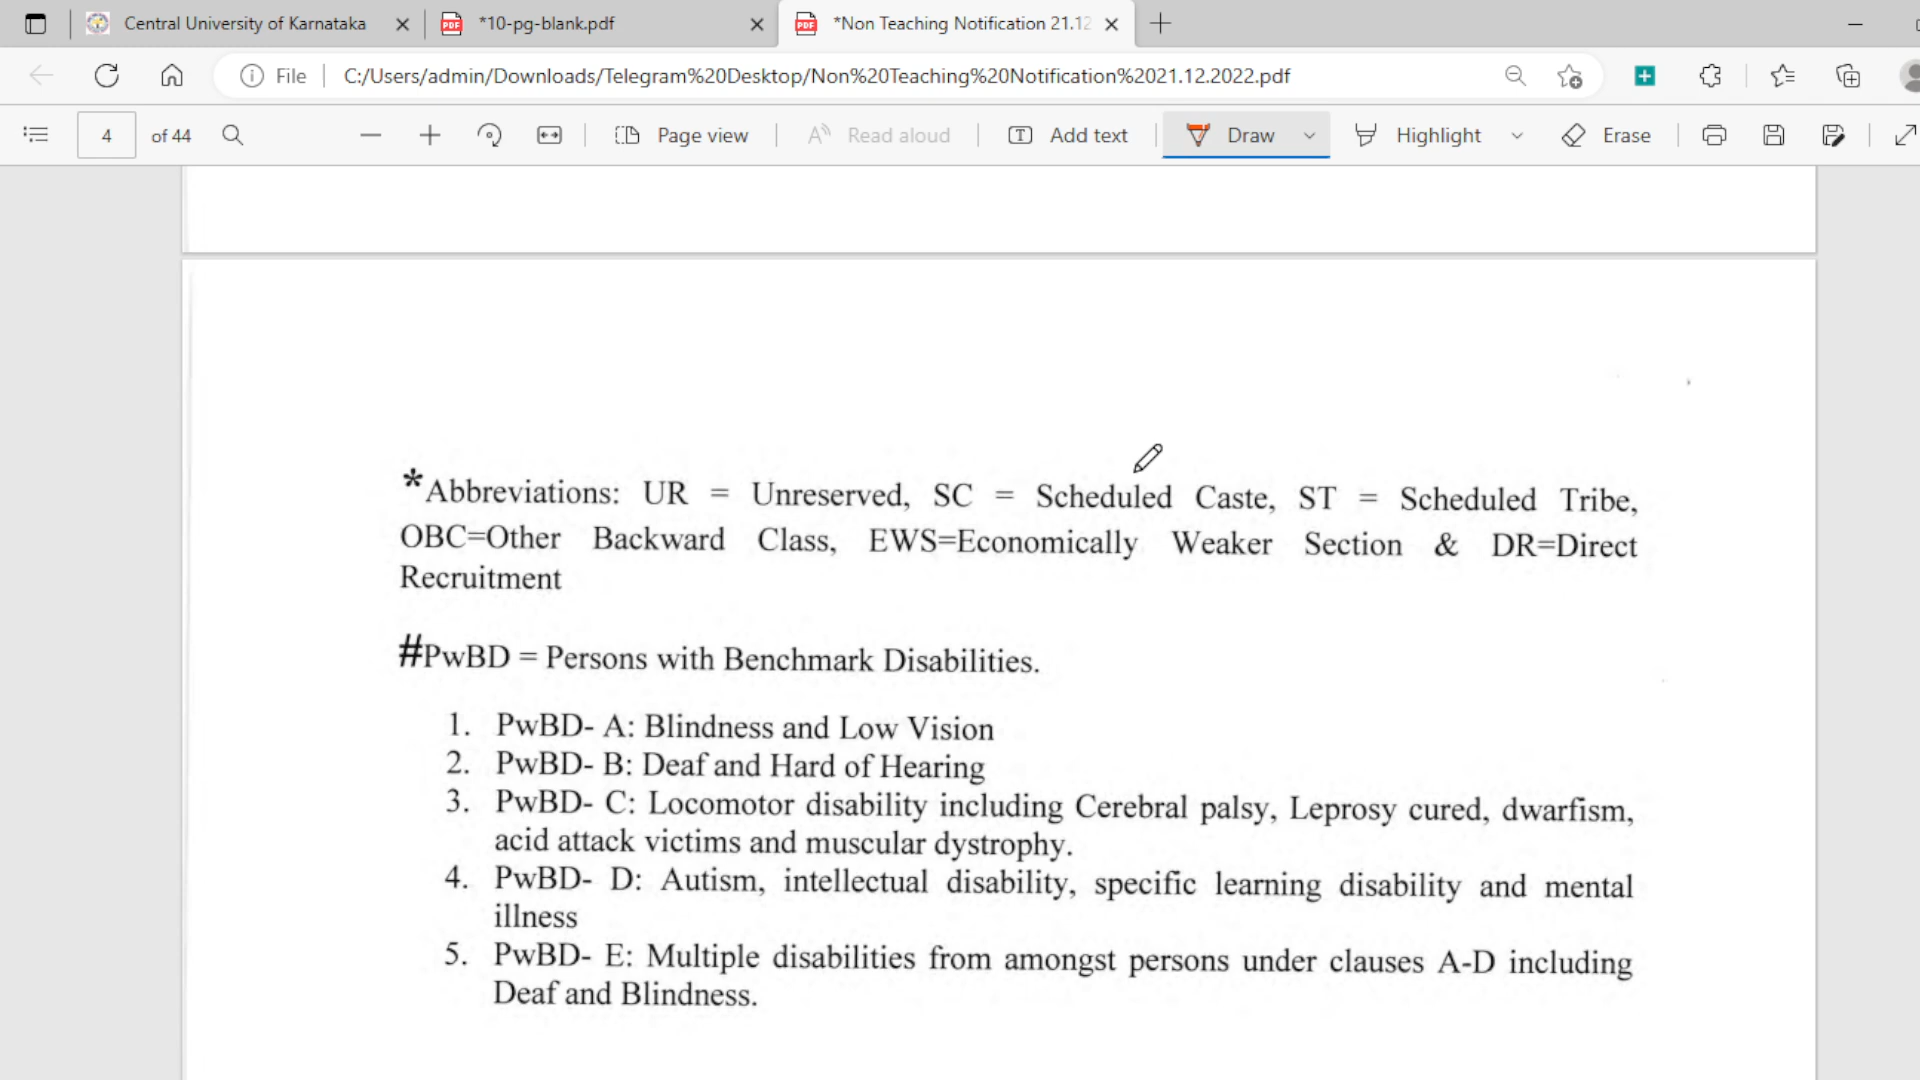 Central University of Karnataka
*10-pg-blank.pdf
*Non Teaching Notification 21.12
File
C:/Users/admin/Downloads/Telegram%20Desktop/Non%20Teaching%20Notification%2021.12.2022.pdf
4 of 44
Page view
Read aloud
Add text
Draw
Highlight
Erase
*Abbreviations: UR = Unreserved, SC = Scheduled Caste, ST = Scheduled Tribe,
OBC=Other Backward Class, EWS=Economically Weaker Section & DR=Direct
Recruitment
#PwBD = Persons with Benchmark Disabilities.
1. PwBD- A: Blindness and Low Vision
2. PwBD- B: Deaf and Hard of Hearing
3. PwBD- C: Locomotor disability including Cerebral palsy, Leprosy cured, dwarfism,
acid attack victims and muscular dystrophy.
4. PwBD- D: Autism, intellectual disability, specific learning disability and mental
illness
5. PwBD- E: Multiple disabilities from amongst persons under clauses A-D including
Deaf and Blindness.